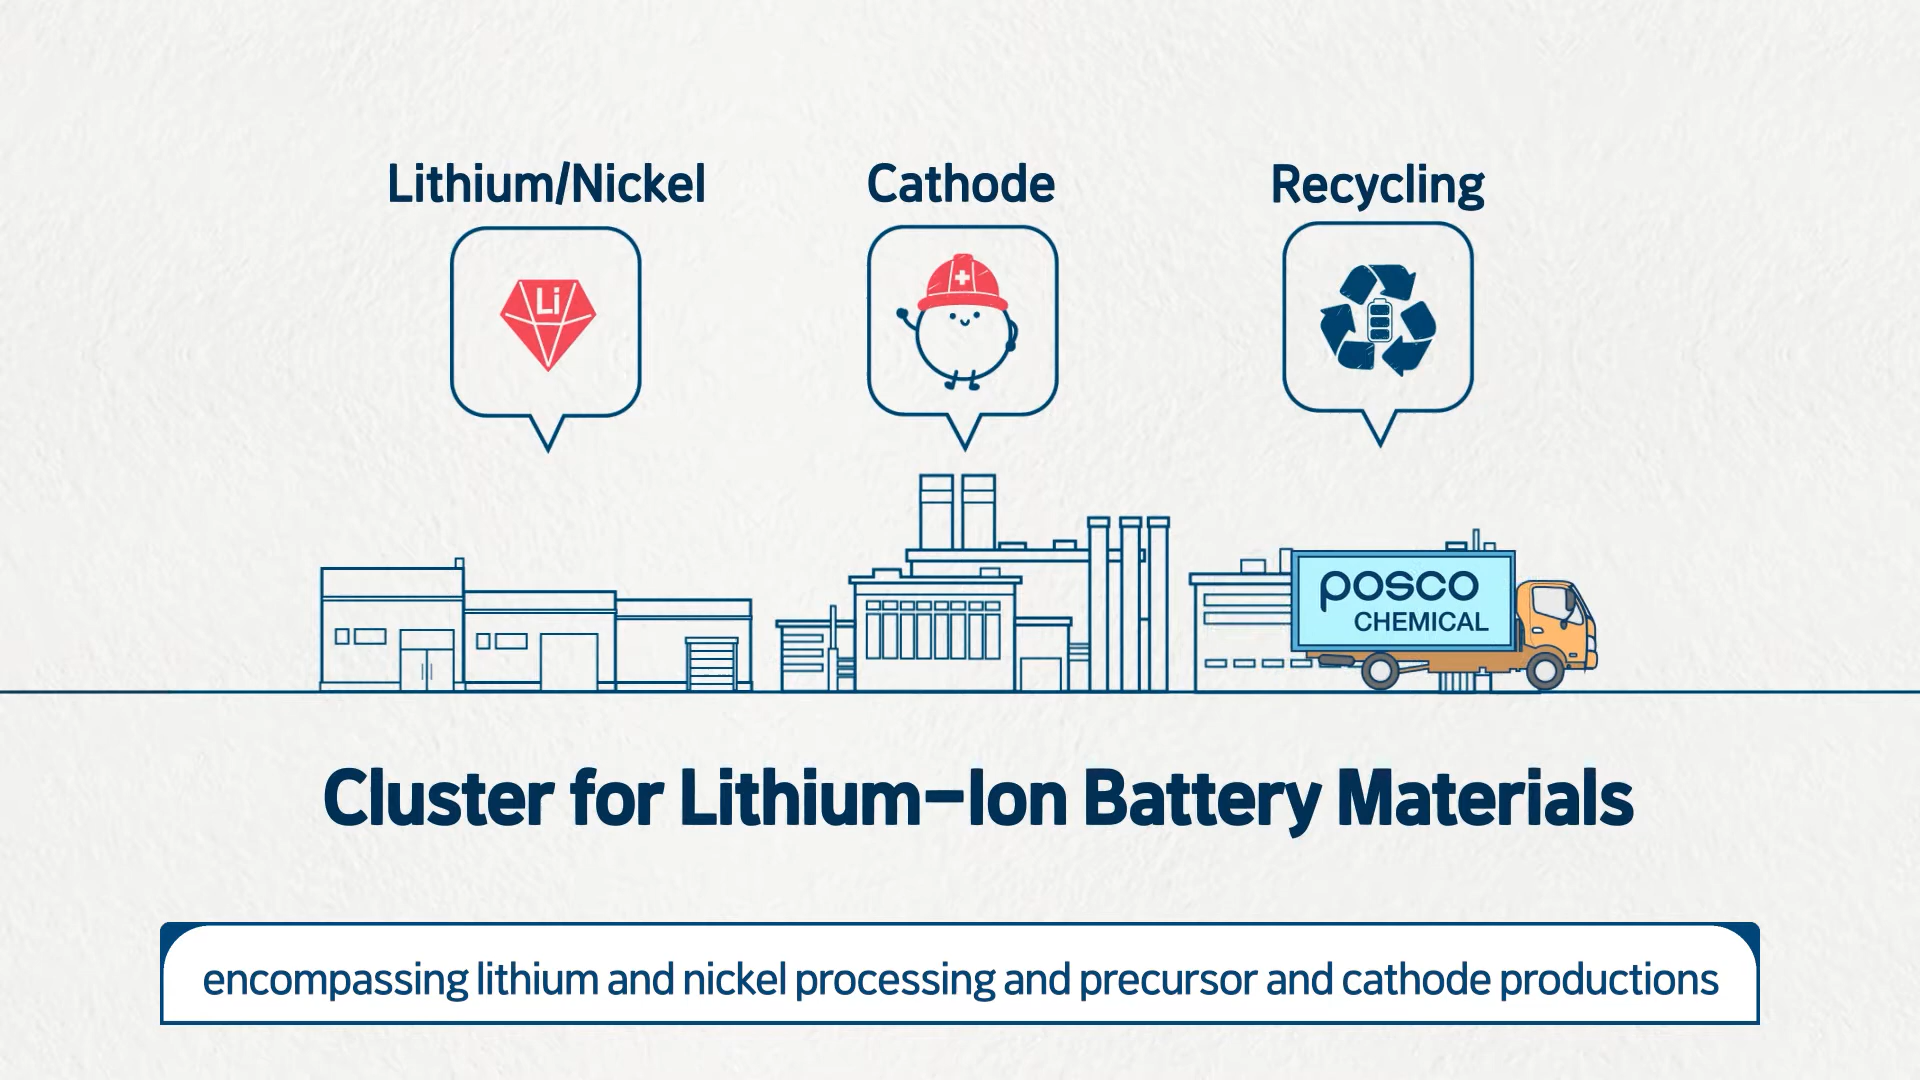 Lithium/Nickel
Cathode
Recycling
Li
posco
CHEMICAL
Cluster for Lithium-Ion Battery Materials
encompassing lithium and nickel processing and precursor and cathode productions